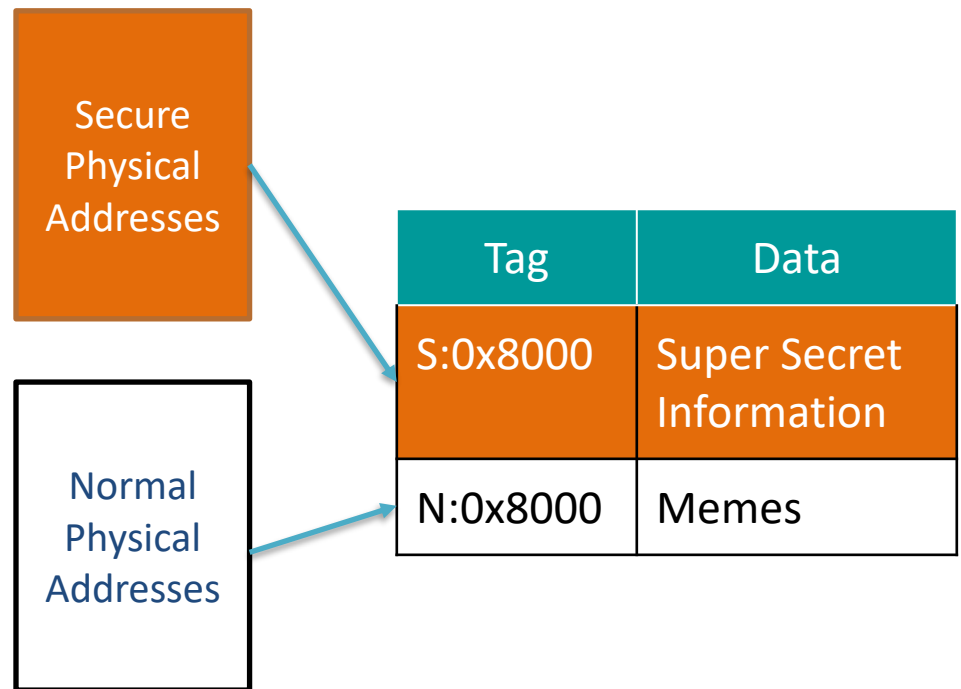 Secure
Physical
Addresses
Tag Data
S:0x8000 Super Secret
Information
N:0x8000 Memes
Normal
Physical
Addresses